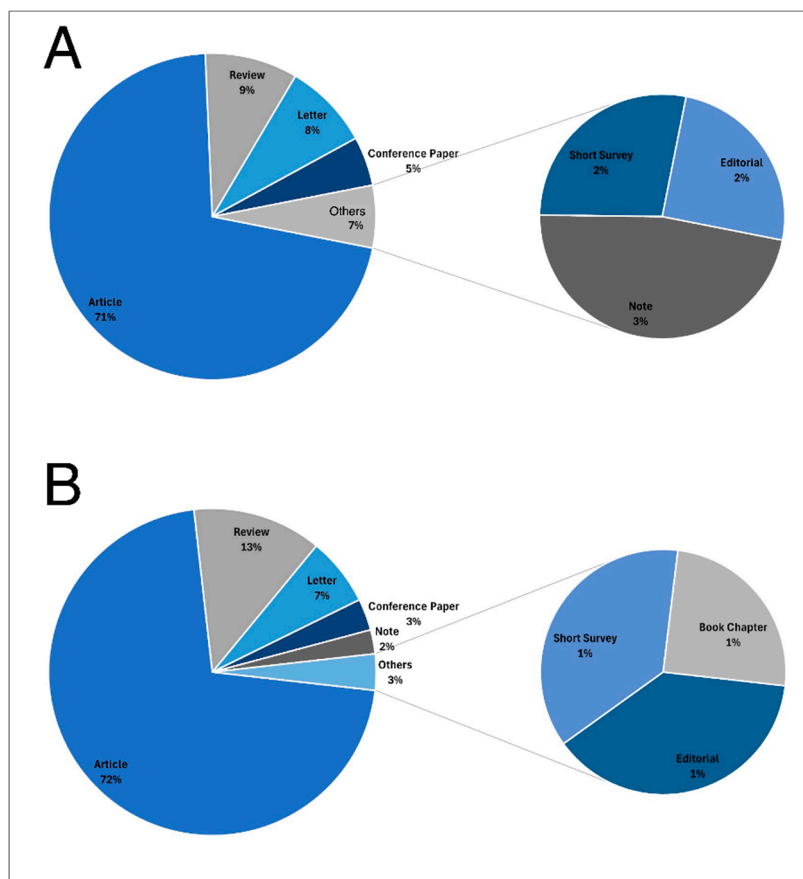 A
Review
9%
Letter
8%
Conference Paper
5%
Others
7%
Article
71%
Short Survey
2%
Editorial
2%
Note
3%
B
Review
13%
Letter
7%
Conference Paper
3%
Note
2%
Others
3%
Article
72%
Short Survey
1%
Book Chapter
1%
Editorial
1%